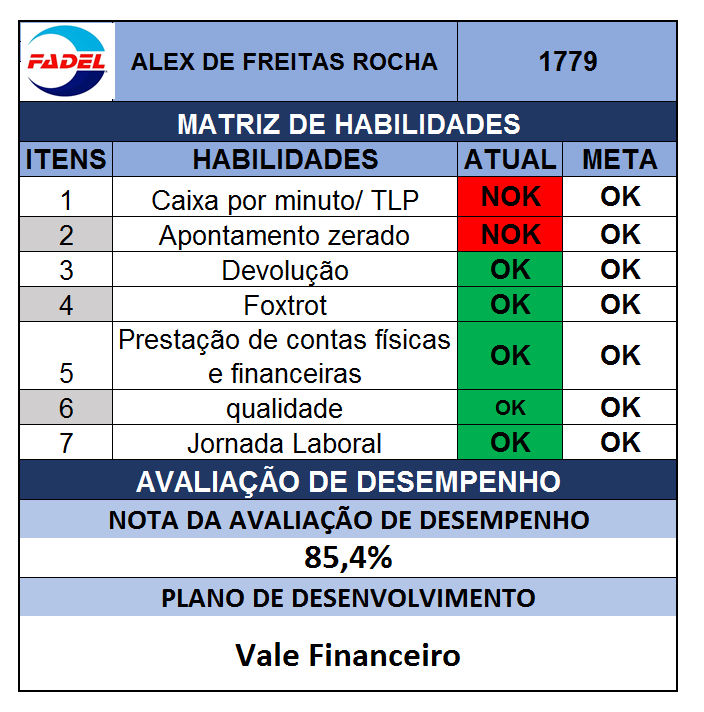 FADEL
ALEX DE FREITAS ROCHA 1779
MATRIZ DE HABILIDADES
ITENS HABILIDADES ATUAL META
1 Caixa por minuto/ TLP NOK OK
2 Apontamento zerado NOK OK
3 Devolução OK OK
4 Foxtrot OK OK
Prestação de contas físicas
5 e financeiras OK OK
6 qualidade OK OK
7 Jornada Laboral OK OK
AVALIAÇÃO DE DESEMPENHO
NOTA DA AVALIAÇÃO DE DESEMPENHO
85,4%
PLANO DE DESENVOLVIMENTO
Vale Financeiro